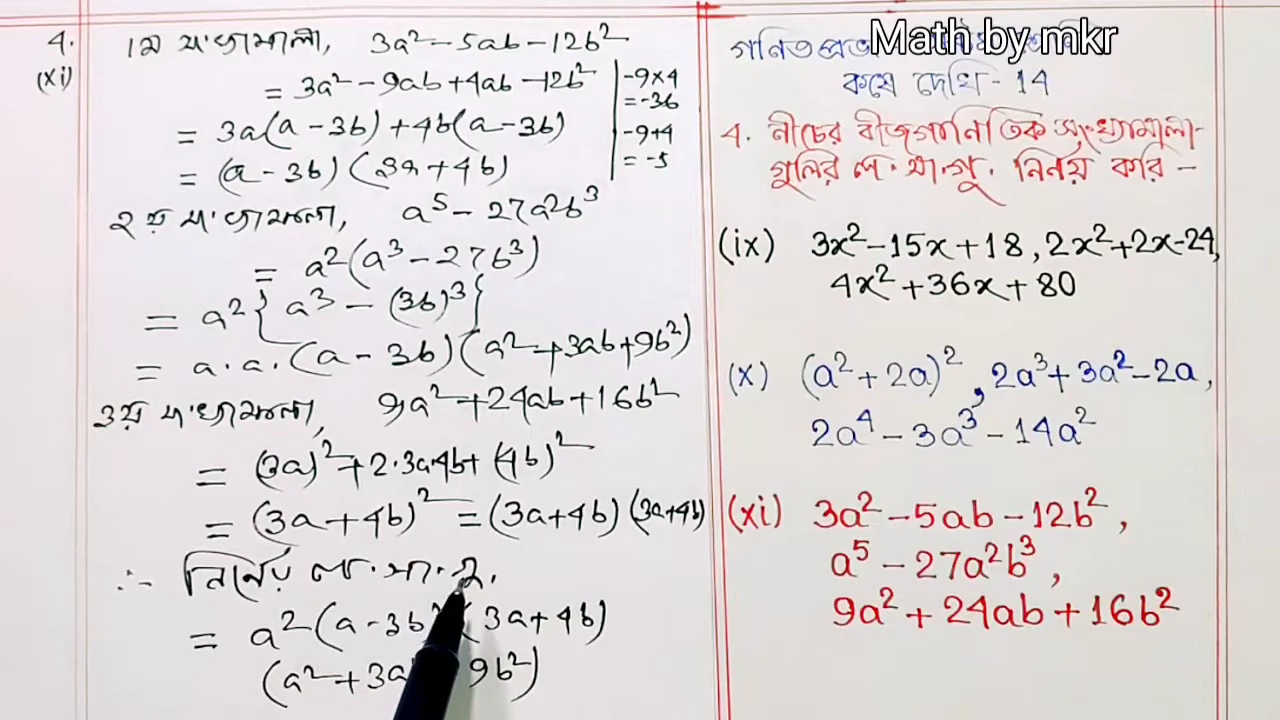 4. ১ম সংখ্যামালা, 3a² - 5ab - 12b²
(xi) = 3a² - 9ab + 4ab - 12b² | -9×4
= -36
= 3a(a - 3b) + 4b(a - 3b) | -9+4
= -5
= (a - 3b) (3a + 4b)
২য় সংখ্যামালা, a⁵ - 27a²b³
= a²(a³ - 27b³)
= a²{a³ - (3b)³}
= a.a.(a - 3b)(a² + 3ab + 9b²)
৩য় সংখ্যামালা, 9a² + 24ab + 16b²
= (3a)² + 2·3a·4b + (4b)²
= (3a + 4b)² = (3a + 4b) (3a + 4b)
∴ নির্ণেয় ল.সা.গু.
= a²(a - 3b) (3a + 4b)
(a² + 3a 9b²)
Math by mkr
গণিতপ্রভা
কষে দেখি - 14
4. নীচের বীজগাণিতিক সংখ্যামালা-
গুলির ল.সা.গু. নির্ণয় করি -
(ix) 3x² - 15x + 18, 2x² + 2x - 24,
4x² + 36x + 80
(x) (a² + 2a)², 2a³ + 3a² - 2a,
2a⁴ - 3a³ - 14a²
(xi) 3a² - 5ab - 12b²,
a⁵ - 27a²b³,
9a² + 24ab + 16b²